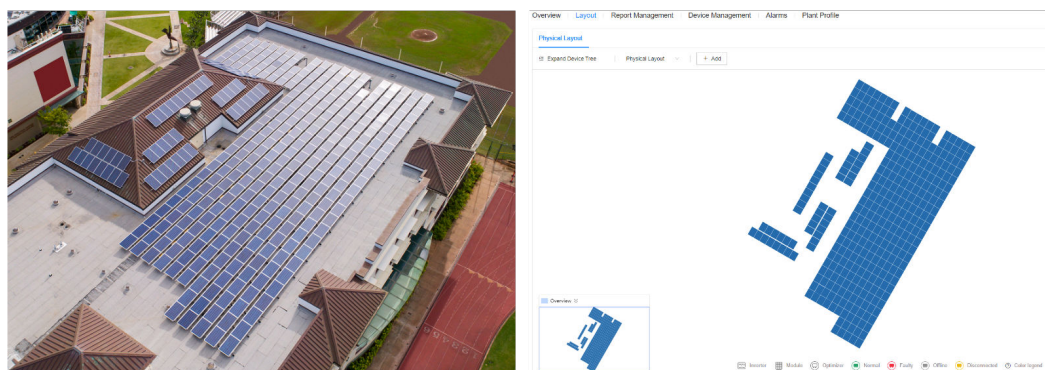 Overview Layout Report Management Device Management Alarms Plant Profile
Physical Layout
Expand Device Tree Physical Layout + Add
Overview
Inverter Module Optimizer Normal Faulty Offline Disconnected Color legend